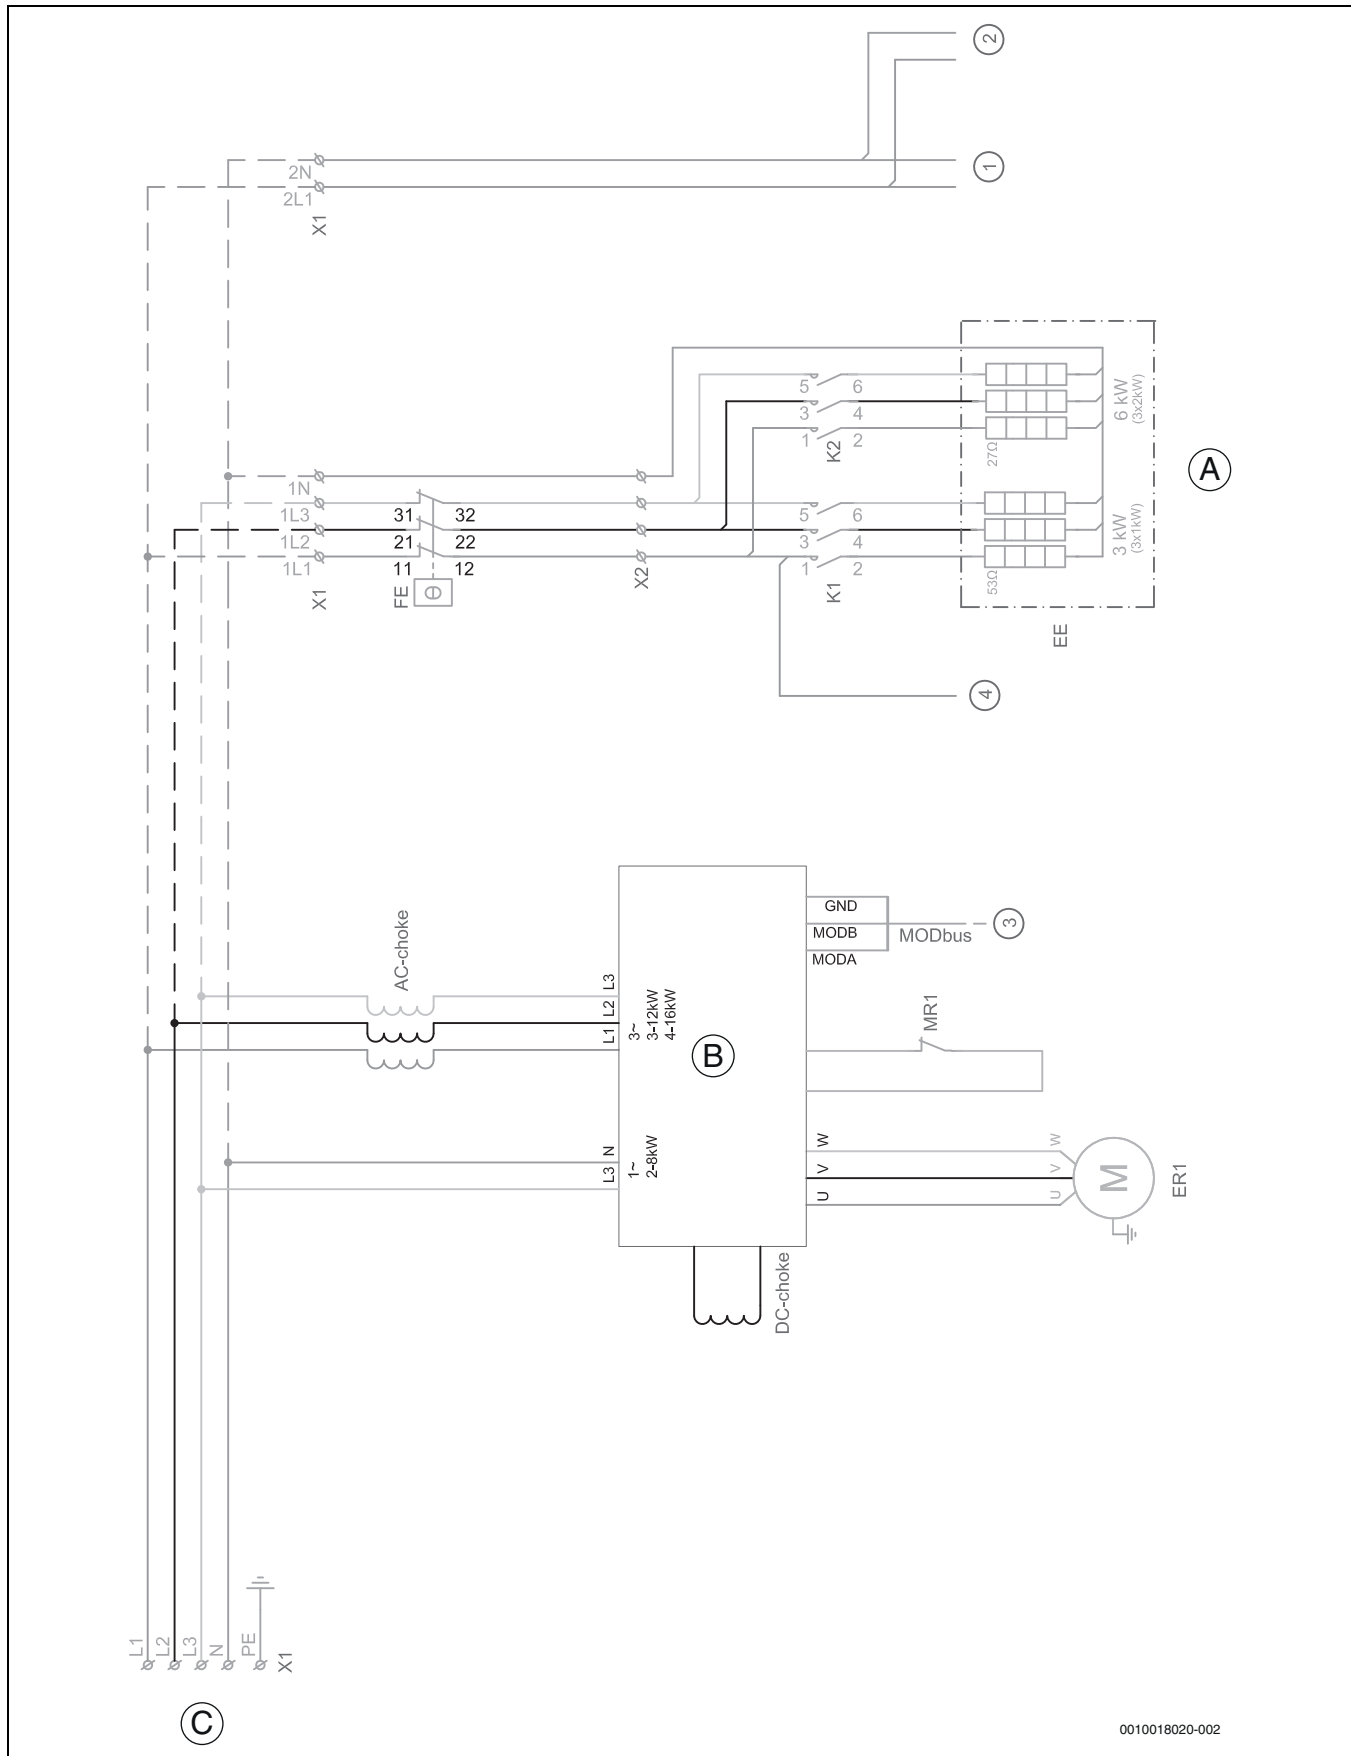 2
1
2N
2L1
X1
5
6
3
4
1
2
K2
27Ω
6 kW
(3x2kW)
A
1N
1L3
31
32
1L2
21
22
1L1
11
12
X1
FE
Θ
X2
5
6
3
4
1
2
K1
53Ω
3 kW
(3x1kW)
EE
4
AC-choke
GND
MODB
MODbus
3
MODA
L3
L2
L1
3~
3-12kW
4-16kW
B
MR1
N
L3
1~
2-8kW
W
V
U
W
V
U
M
ER1
DC-choke
L1
L2
L3
N
PE
X1
C
0010018020-002